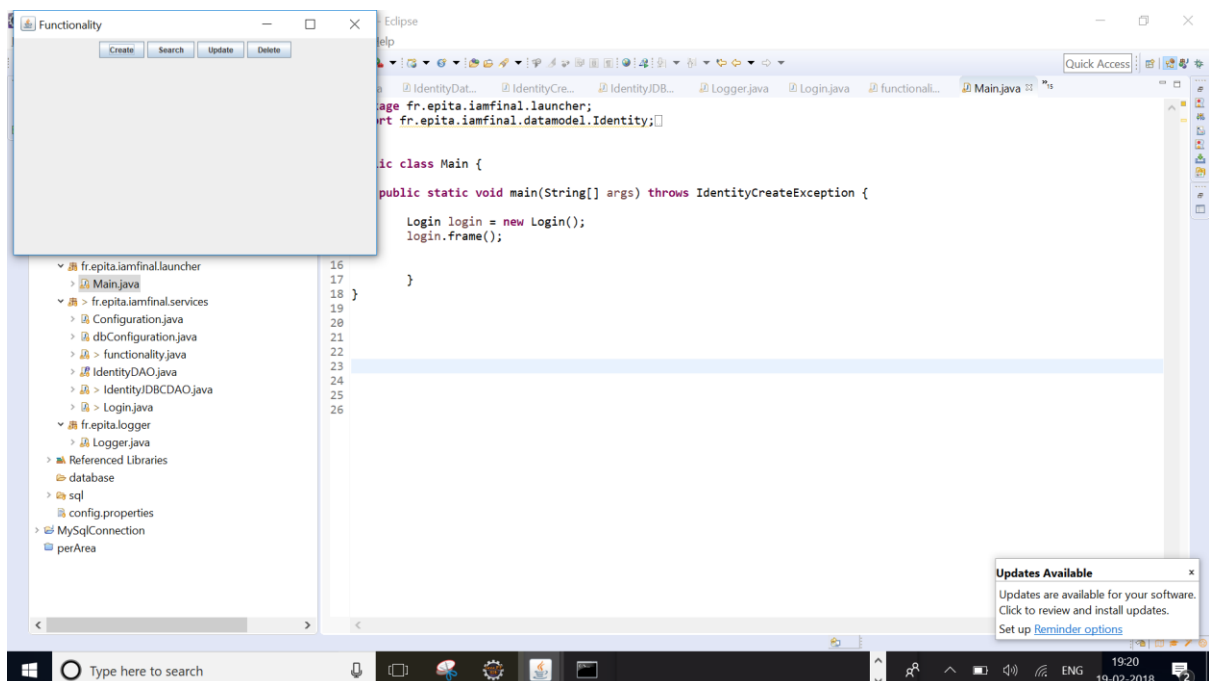 Functionality
Create Search Update Delete
- Eclipse
elp
Quick Access
a IdentityDat... IdentityCre... IdentityJDB... Logger.java Login.java functionali... Main.java »15
age fr.epita.iamfinal.launcher;
rt fr.epita.iamfinal.datamodel.Identity;
ic class Main {
public static void main(String[] args) throws IdentityCreateException {
Login login = new Login();
login.frame();
16
17 }
18 }
19
20
21
22
23
24
25
26
fr.epita.iamfinal.launcher
Main.java
> fr.epita.iamfinal.services
Configuration.java
dbConfiguration.java
> functionality.java
IdentityDAO.java
> IdentityJDBCDAO.java
> Login.java
fr.epita.logger
Logger.java
Referenced Libraries
database
sql
config.properties
MySqlConnection
perArea
Updates Available x
Updates are available for your software.
Click to review and install updates.
Set up Reminder options
Type here to search
ENG
19:20
19-02-2018
2